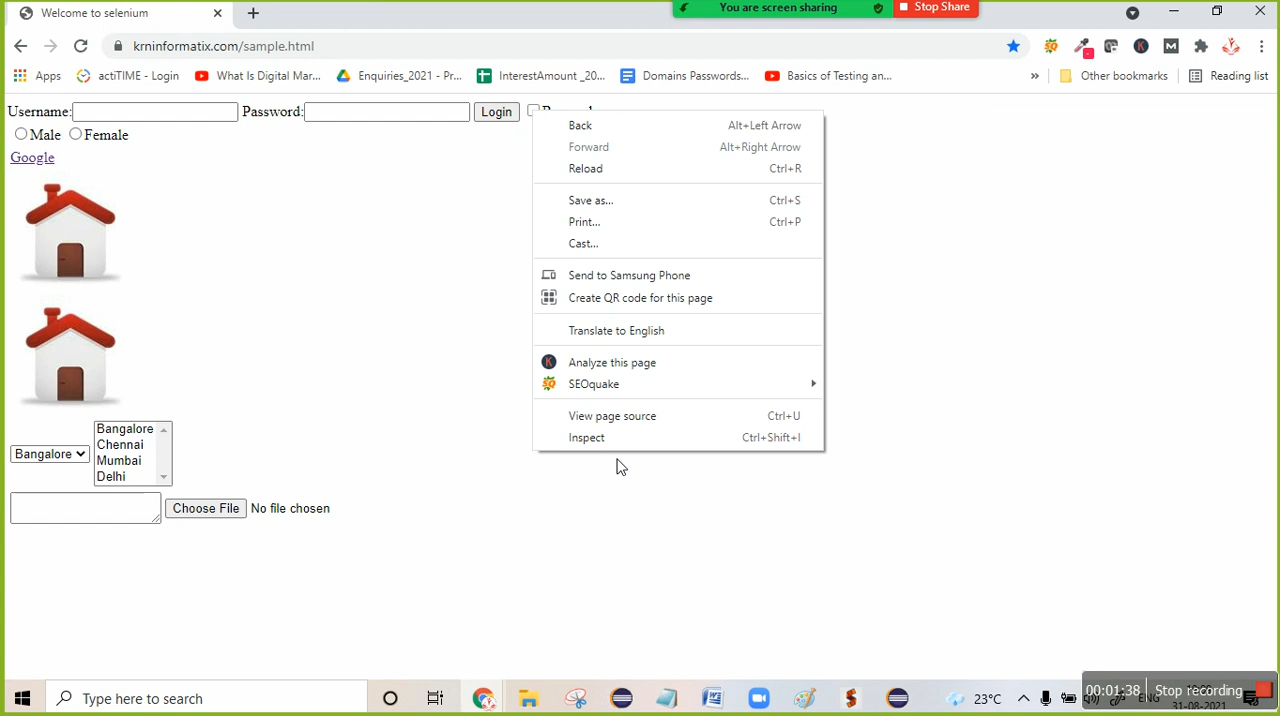 Welcome to selenium
You are screen sharing
Stop Share
krninformatix.com/sample.html
Apps
actiTIME - Login
What Is Digital Mar...
Enquiries_2021 - Pr...
InterestAmount _20...
Domains Passwords...
Basics of Testing an...
»
Other bookmarks
Reading list
Username:
Password:
Login
Male
Female
Google
Back Alt+Left Arrow
Forward Alt+Right Arrow
Reload Ctrl+R
Save as... Ctrl+S
Print... Ctrl+P
Cast...
Send to Samsung Phone
Create QR code for this page
Translate to English
Analyze this page
SEOquake
View page source Ctrl+U
Inspect Ctrl+Shift+I
Bangalore
Bangalore
Chennai
Mumbai
Delhi
Choose File No file chosen
Type here to search
23°C
ENG
31-08-2021
00:01:38 Stop recording